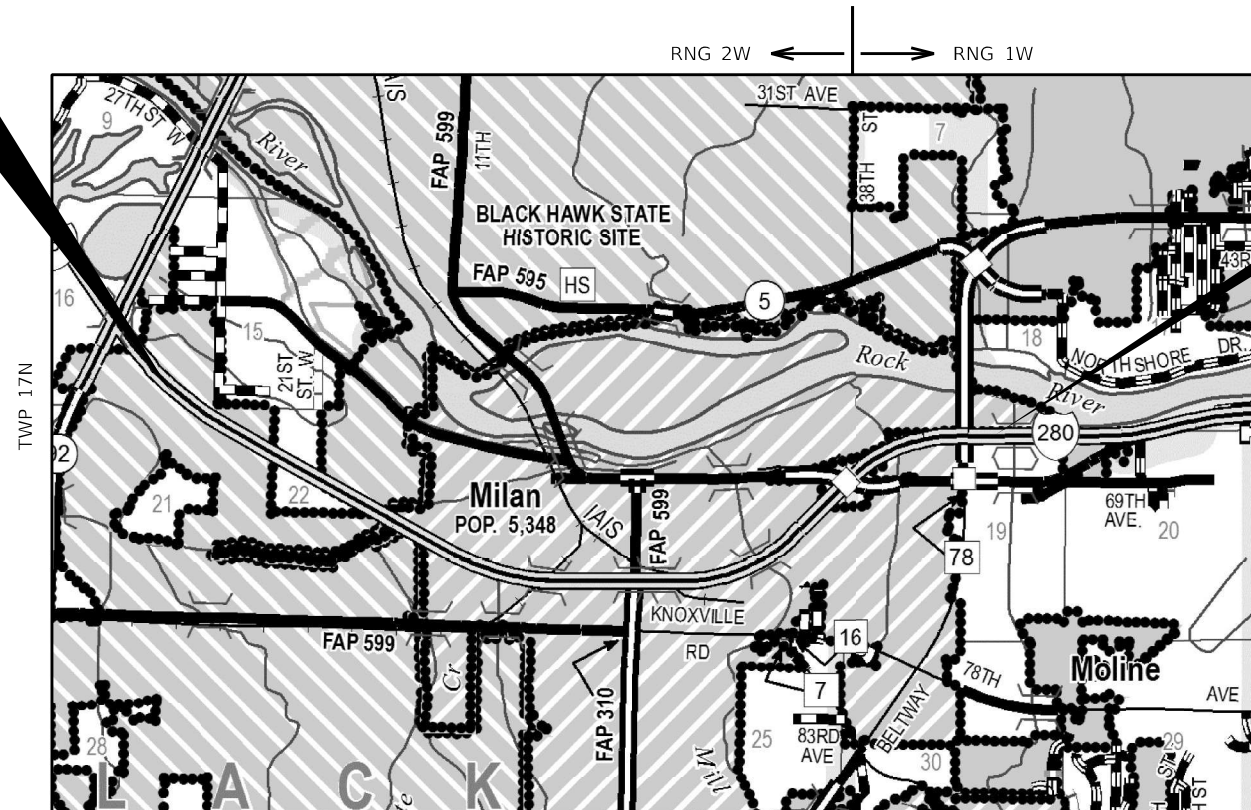 RNG 2W
RNG 1W
TWP 17N
27TH ST W
9
River
IAIS
FAP 599
11TH
31ST AVE
7
38TH
ST
BLACK HAWK STATE
HISTORIC SITE
FAP 595
HS
5
16
15
21ST
ST. W
Rock
River
18
NORTH SHORE
DR.
280
92
21
22
Milan
POP. 5,348
IAIS
FAP 599
69TH
AVE.
19
20
78
KNOXVILLE
RD
FAP 599
FAP 310
16
7
Cr
78TH
AVE
Moline
BELTWAY
83RD
AVE
25
28
29
30
Mill
ST
L A C K